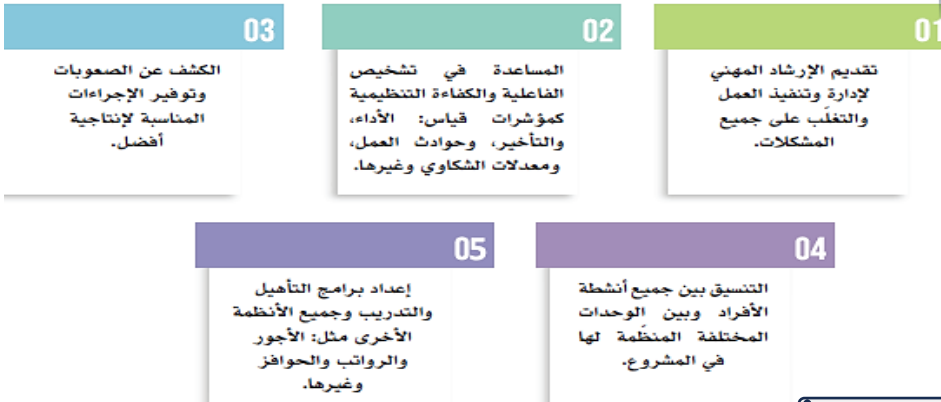 01
تقديم الإرشاد المهني
لإدارة وتنفيذ العمل
والتغلّب على جميع
المشكلات.
02
المساعدة في تشخيص
الفاعلية والكفاءة التنظيمية
كمؤشرات قياس: الأداء،
والتأخير، وحوادث العمل،
ومعدلات الشكاوي وغيرها.
03
الكشف عن الصعوبات
وتوفير الإجراءات
المناسبة لإنتاجية
أفضل.
04
التنسيق بين جميع أنشطة
الأفراد وبين الوحدات
المختلفة المنظّمة لها
في المشروع.
05
إعداد برامج التأهيل
والتدريب وجميع الأنظمة
الأخرى مثل: الأجور
والرواتب والحوافز
وغيرها.